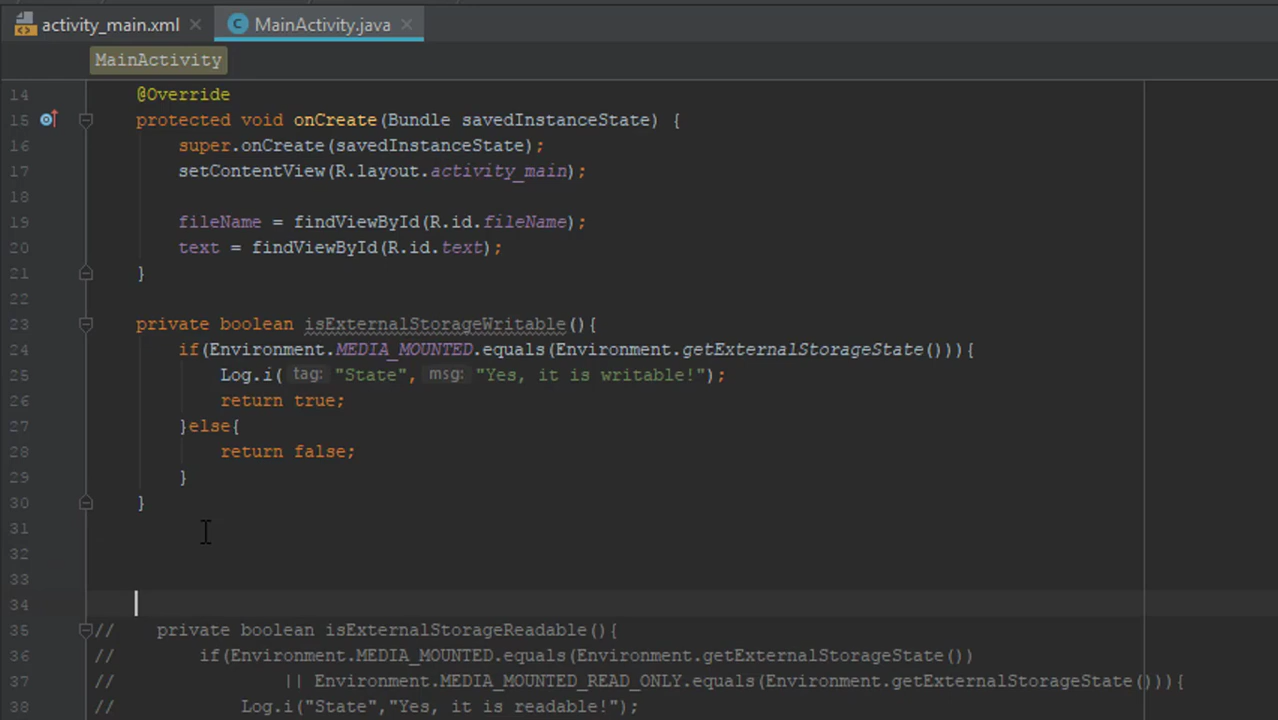 activity_main.xml × MainActivity.java ×
MainActivity
14 @Override
15 protected void onCreate(Bundle savedInstanceState) {
16 super.onCreate(savedInstanceState);
17 setContentView(R.layout.activity_main);
18
19 fileName = findViewById(R.id.fileName);
20 text = findViewById(R.id.text);
21 }
22
23 private boolean isExternalStorageWritable(){
24 if(Environment.MEDIA_MOUNTED.equals(Environment.getExternalStorageState())){
25 Log.i( tag: "State", msg: "Yes, it is writable!");
26 return true;
27 }else{
28 return false;
29 }
30 }
31
32
33
34
35 // private boolean isExternalStorageReadable(){
36 // if(Environment.MEDIA_MOUNTED.equals(Environment.getExternalStorageState())
37 // || Environment.MEDIA_MOUNTED_READ_ONLY.equals(Environment.getExternalStorageState())){
38 // Log.i("State","Yes, it is readable!");